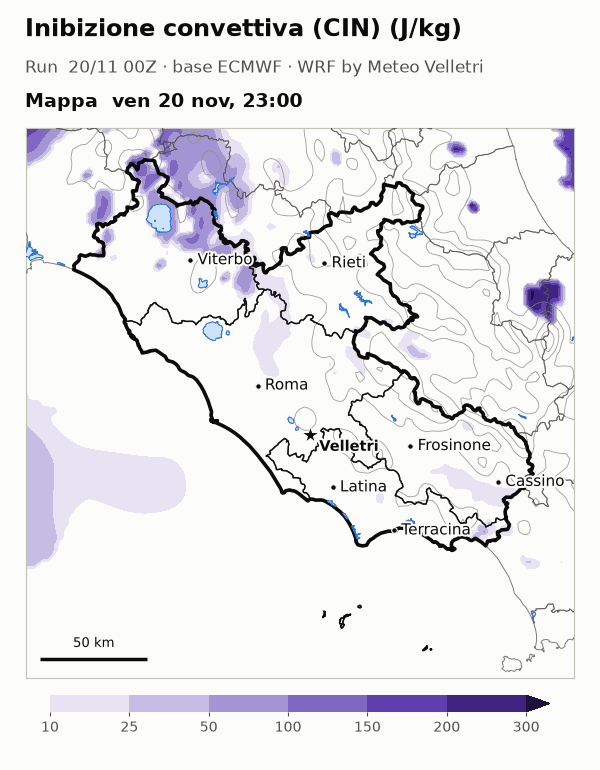 Inibizione convettiva (CIN) (J/kg)
Run  20/11 00Z · base ECMWF · WRF by Meteo Velletri
Mappa  ven 20 nov, 23:00
Viterbo
Rieti
Roma
Velletri
Frosinone
Latina
Cassino
Terracina
50 km
10 25 50 100 150 200 300